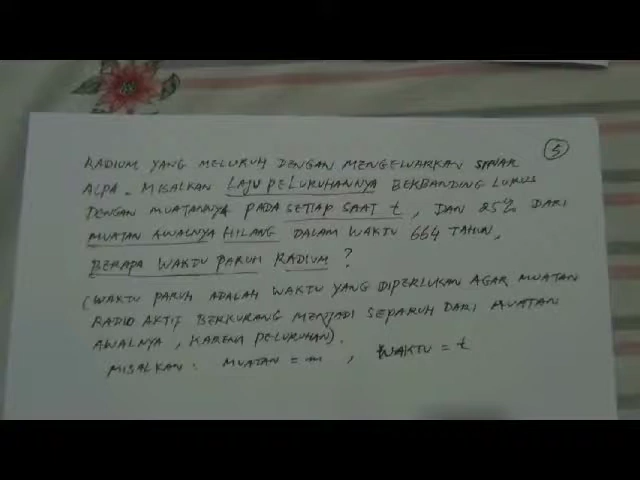 5
RADIUM YANG MELURUH DENGAN MENGELUARKAN SINAR
ALPA. MISALKAN LAJU PELURUHANNYA BERBANDING LURUS
DENGAN MUATANNYA PADA SETIAP SAAT t, DAN 25% DARI
MUATAN AWALNYA HILANG DALAM WAKTU 664 TAHUN,
BERAPA WAKTU PARUH RADIUM ?
(WAKTU PARUH ADALAH WAKTU YANG DIPERLUKAN AGAR MUATAN
RADIO AKTIF BERKURANG MENJADI SEPARUH DARI MUATAN
AWALNYA, KARENA PELURUHAN).
MISALKAN : MUATAN = m , WAKTU = t